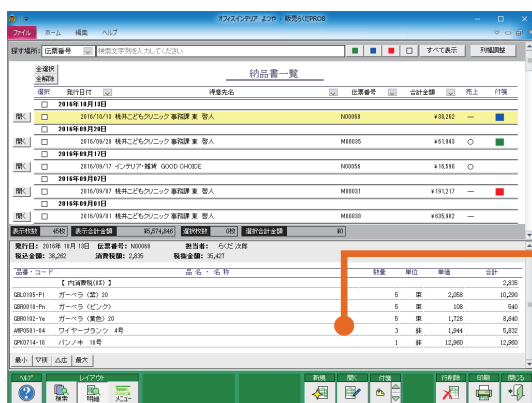 オフィスインテリア よつや - 販売らくだPRO8
ファイル ホーム 編集 ヘルプ
探す場所: 伝票番号 検索文字列を入力してください すべて表示 列幅調整
全選択
全解除
納品書一覧
選択 発行日付 得意先名 伝票番号 合計金額 売上 付箋
2016年10月13日
開く 2016/10/13 桃井こどもクリニック 事務課 東 啓人 N00068 ¥38,262 —
2016年09月20日
開く 2016/09/20 桃井こどもクリニック 事務課 東 啓人 M00035 ¥61,943 ○
2016年09月17日
開く 2016/09/17 インテリア・雑貨 GOOD CHOICE N00056 ¥16,596 ○
2016年09月07日
開く 2016/09/07 桃井こどもクリニック 事務課 東 啓人 M00031 ¥191,217 —
2016年09月01日
開く 2016/09/01 桃井こどもクリニック 事務課 東 啓人 M00030 ¥635,902 —
表示枚数 45枚 表示合計金額 ¥5,574,846 選択枚数 0枚 選択合計金額 ¥0
発行日: 2016年 10月 13日 伝票番号: N00068 担当者: らくだ 次郎
税込金額: 38,262 消費税額: 2,835 税抜金額: 35,427
品番・コード 品 名 ・ 名 称 数量 単位 単価 合計
【 内消費税(8%) 】 2,835
GBL0105-Pl ガーベラ (紫) 20 5 束 2,058 10,290
GBR0010-Pn ガーベラ (ピンク) 5 束 108 540
GBR0102-Ye ガーベラ (黄色) 20 5 束 1,728 8,640
AWP0501-04 ワイヤープランツ 4号 3 鉢 1,944 5,832
GPX0714-10 パンノキ 10号 1 鉢 12,960 12,960
最小 ▽狭 △広 最大
ヘルプ レイアウト 新規 開く 付箋 行削除 印刷 閉じる
検索 明細 メニュー